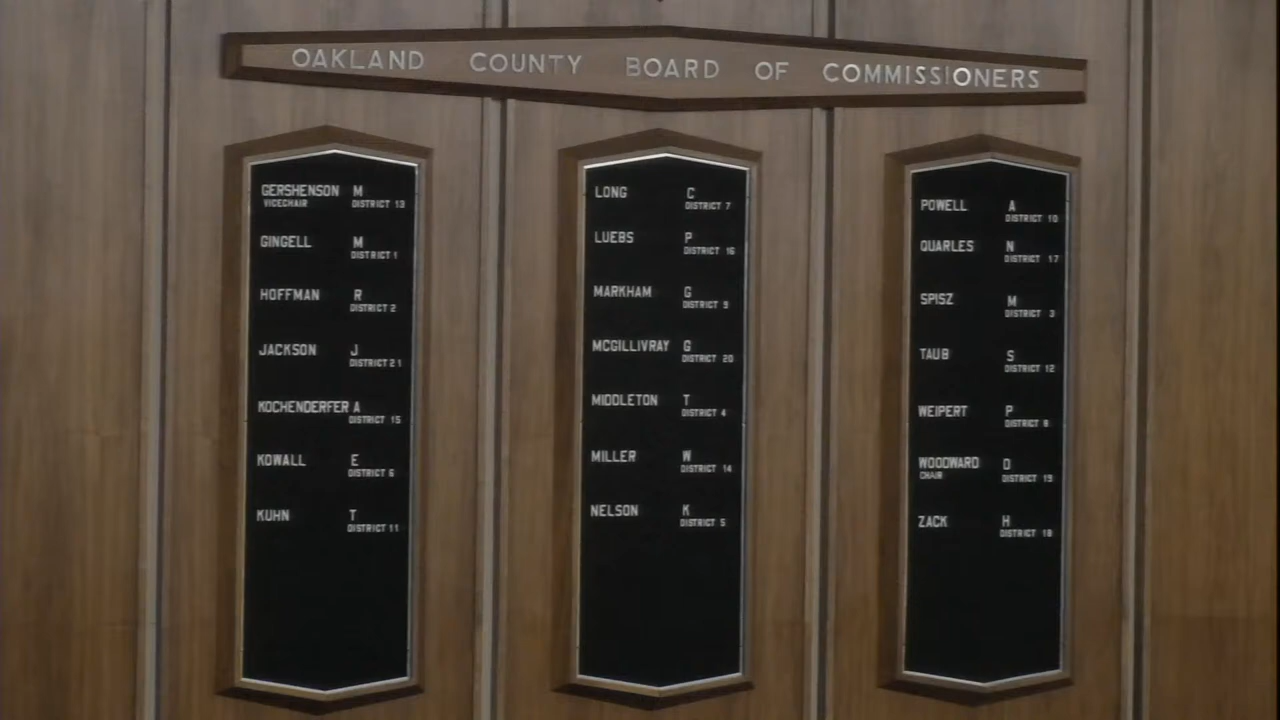 OAKLAND COUNTY BOARD OF COMMISSIONERS
GERSHENSON M
VICECHAIR DISTRICT 13
GINGELL M
DISTRICT 1
HOFFMAN R
DISTRICT 2
JACKSON J
DISTRICT 21
KOCHENDERFER A
DISTRICT 15
KOWALL E
DISTRICT 6
KUHN T
DISTRICT 11
LONG C
DISTRICT 7
LUEBS P
DISTRICT 16
MARKHAM G
DISTRICT 9
MCGILLIVRAY G
DISTRICT 20
MIDDLETON T
DISTRICT 4
MILLER W
DISTRICT 14
NELSON K
DISTRICT 5
POWELL A
DISTRICT 10
QUARLES N
DISTRICT 17
SPISZ M
DISTRICT 3
TAUB S
DISTRICT 12
WEIPERT P
DISTRICT 8
WOODWARD D
CHAIR DISTRICT 19
ZACK H
DISTRICT 18